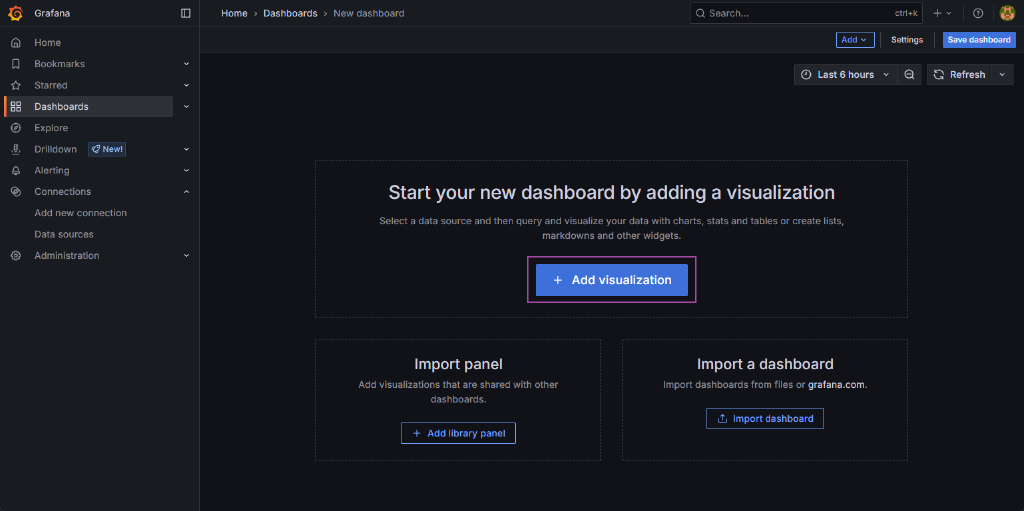 Grafana
Home › Dashboards › New dashboard
Search...
ctrl+k
Add
Settings
Save dashboard
Home
Bookmarks
Starred
Dashboards
Explore
Drilldown
New!
Alerting
Connections
Add new connection
Data sources
Administration
Last 6 hours
Refresh
Start your new dashboard by adding a visualization
Select a data source and then query and visualize your data with charts, stats and tables or create lists,
markdowns and other widgets.
+ Add visualization
Import panel
Add visualizations that are shared with other
dashboards.
+ Add library panel
Import a dashboard
Import dashboards from files or grafana.com.
Import dashboard